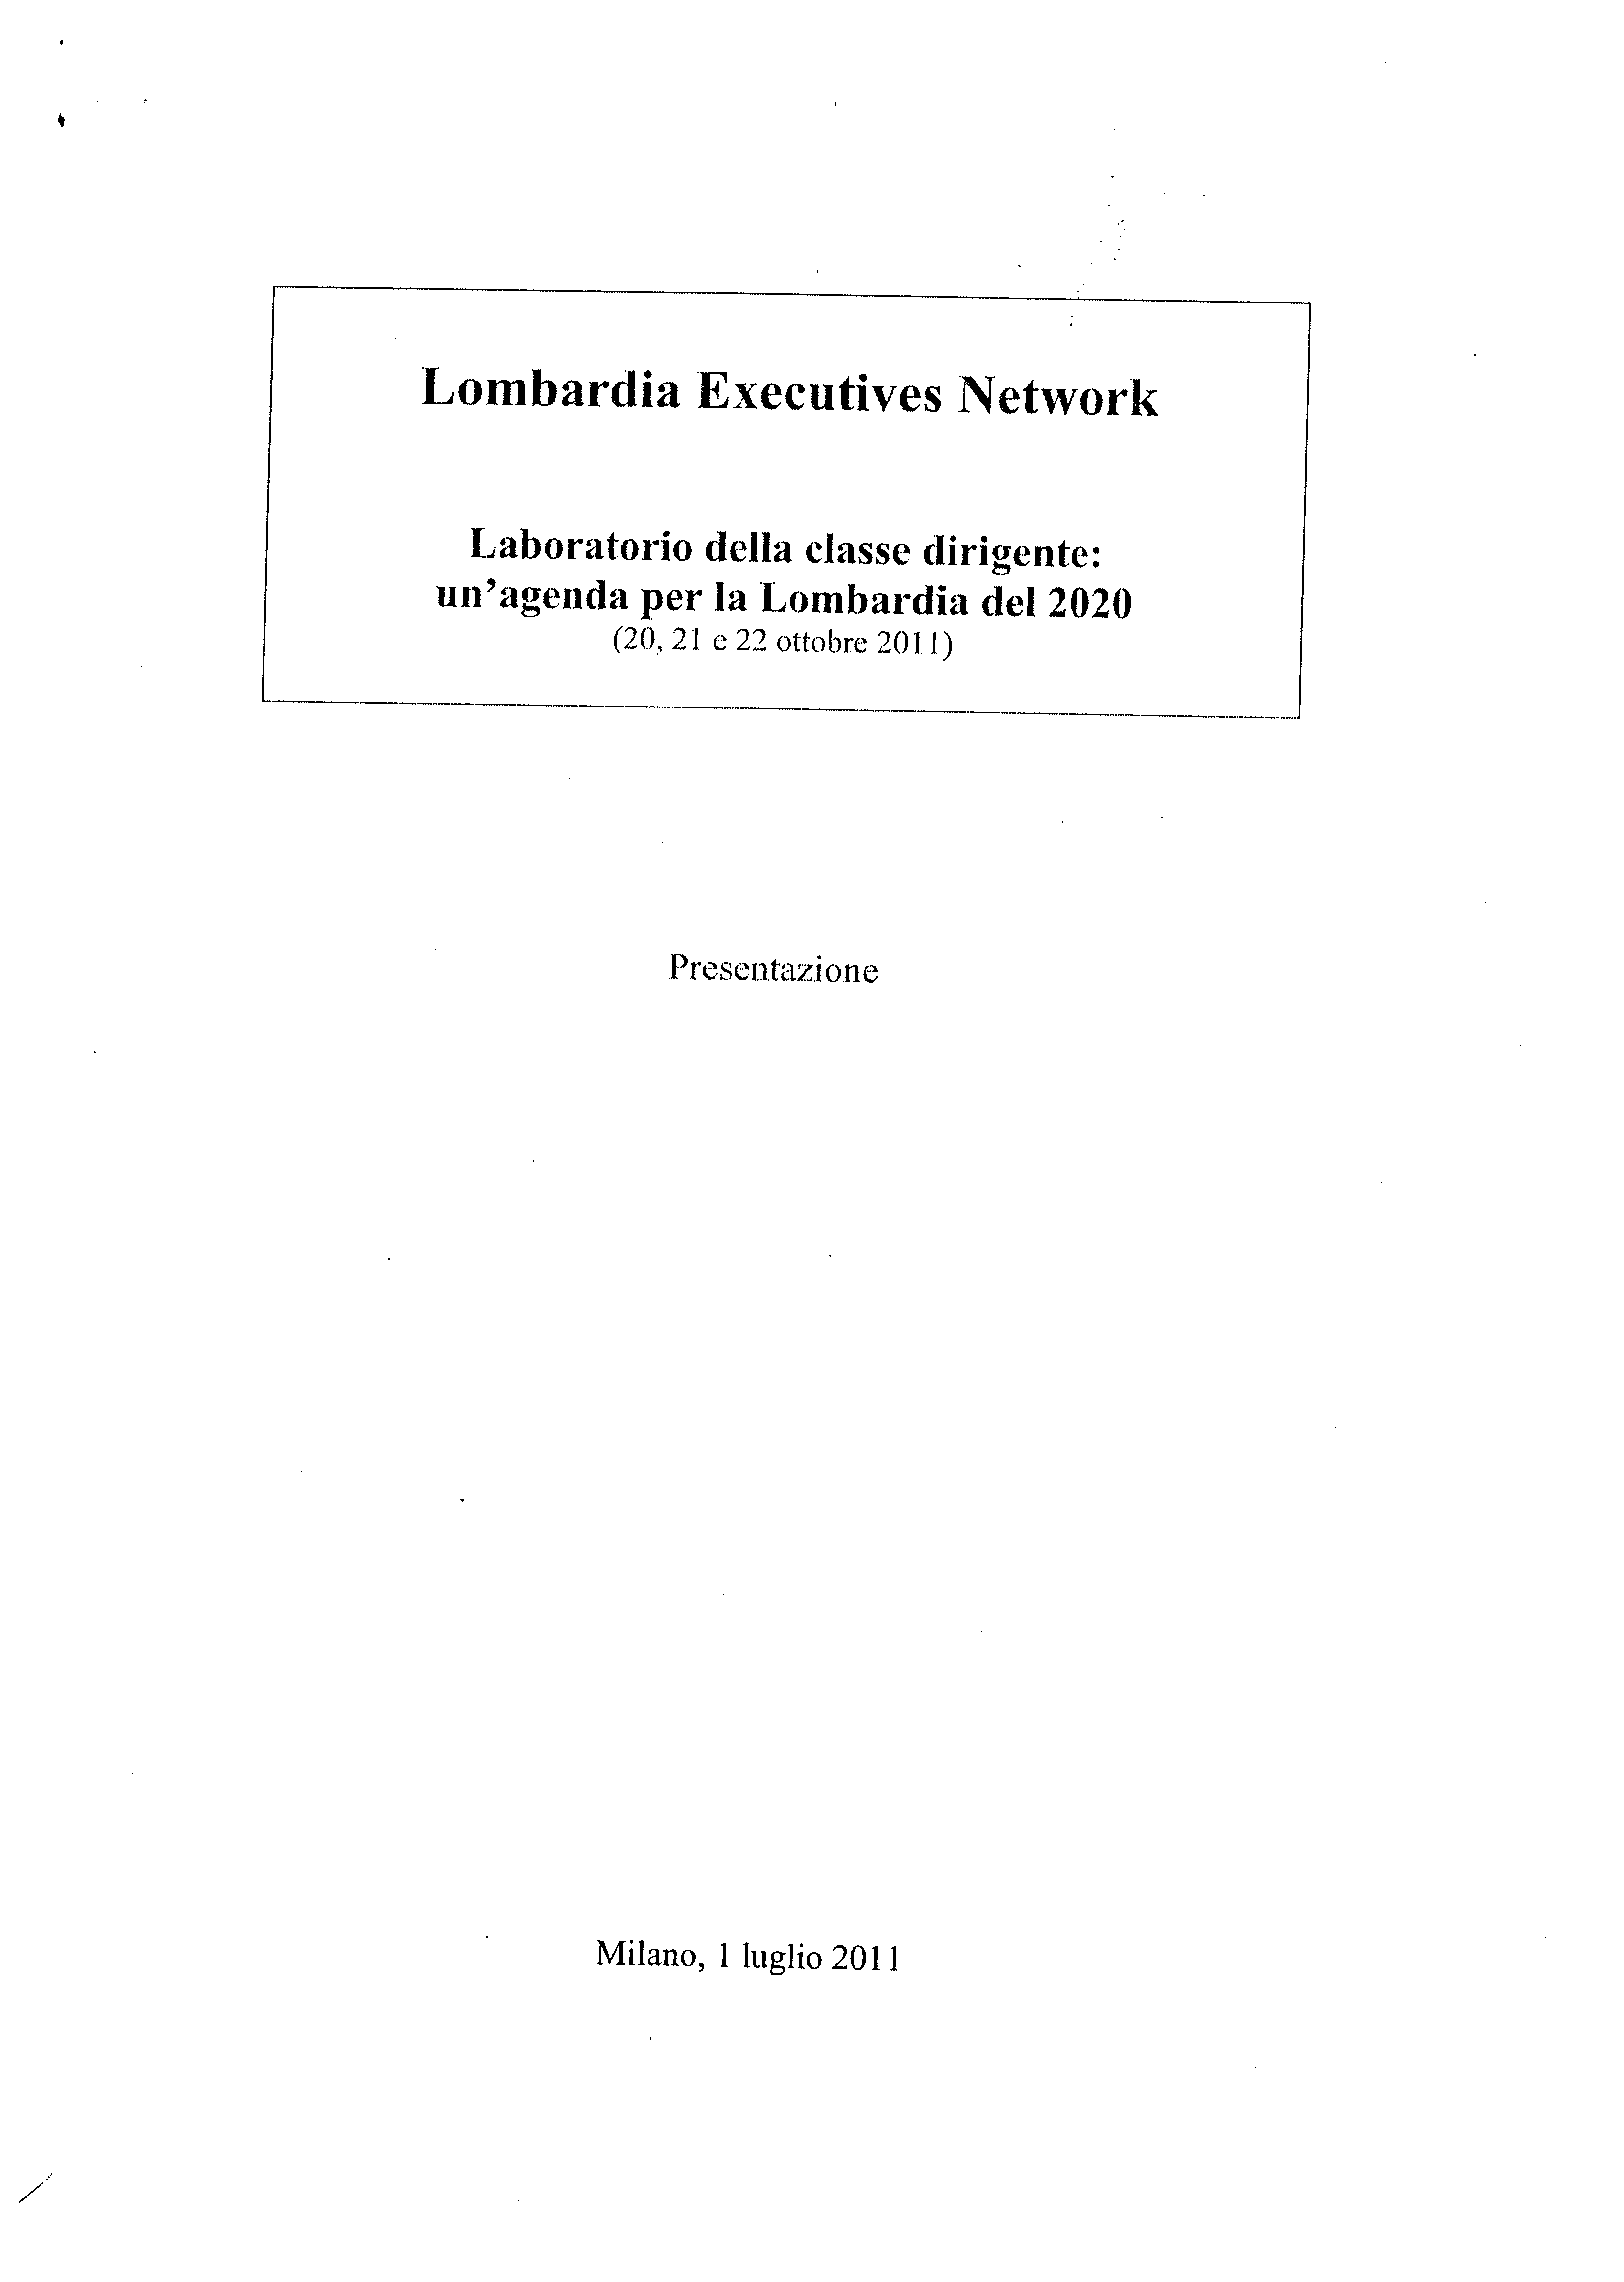 Lombardia Executives Network
Laboratorio della classe dirigente:
un'agenda per la Lombardia del 2020
(20, 21 e 22 ottobre 2011)
Presentazione
Milano, 1 luglio 2011